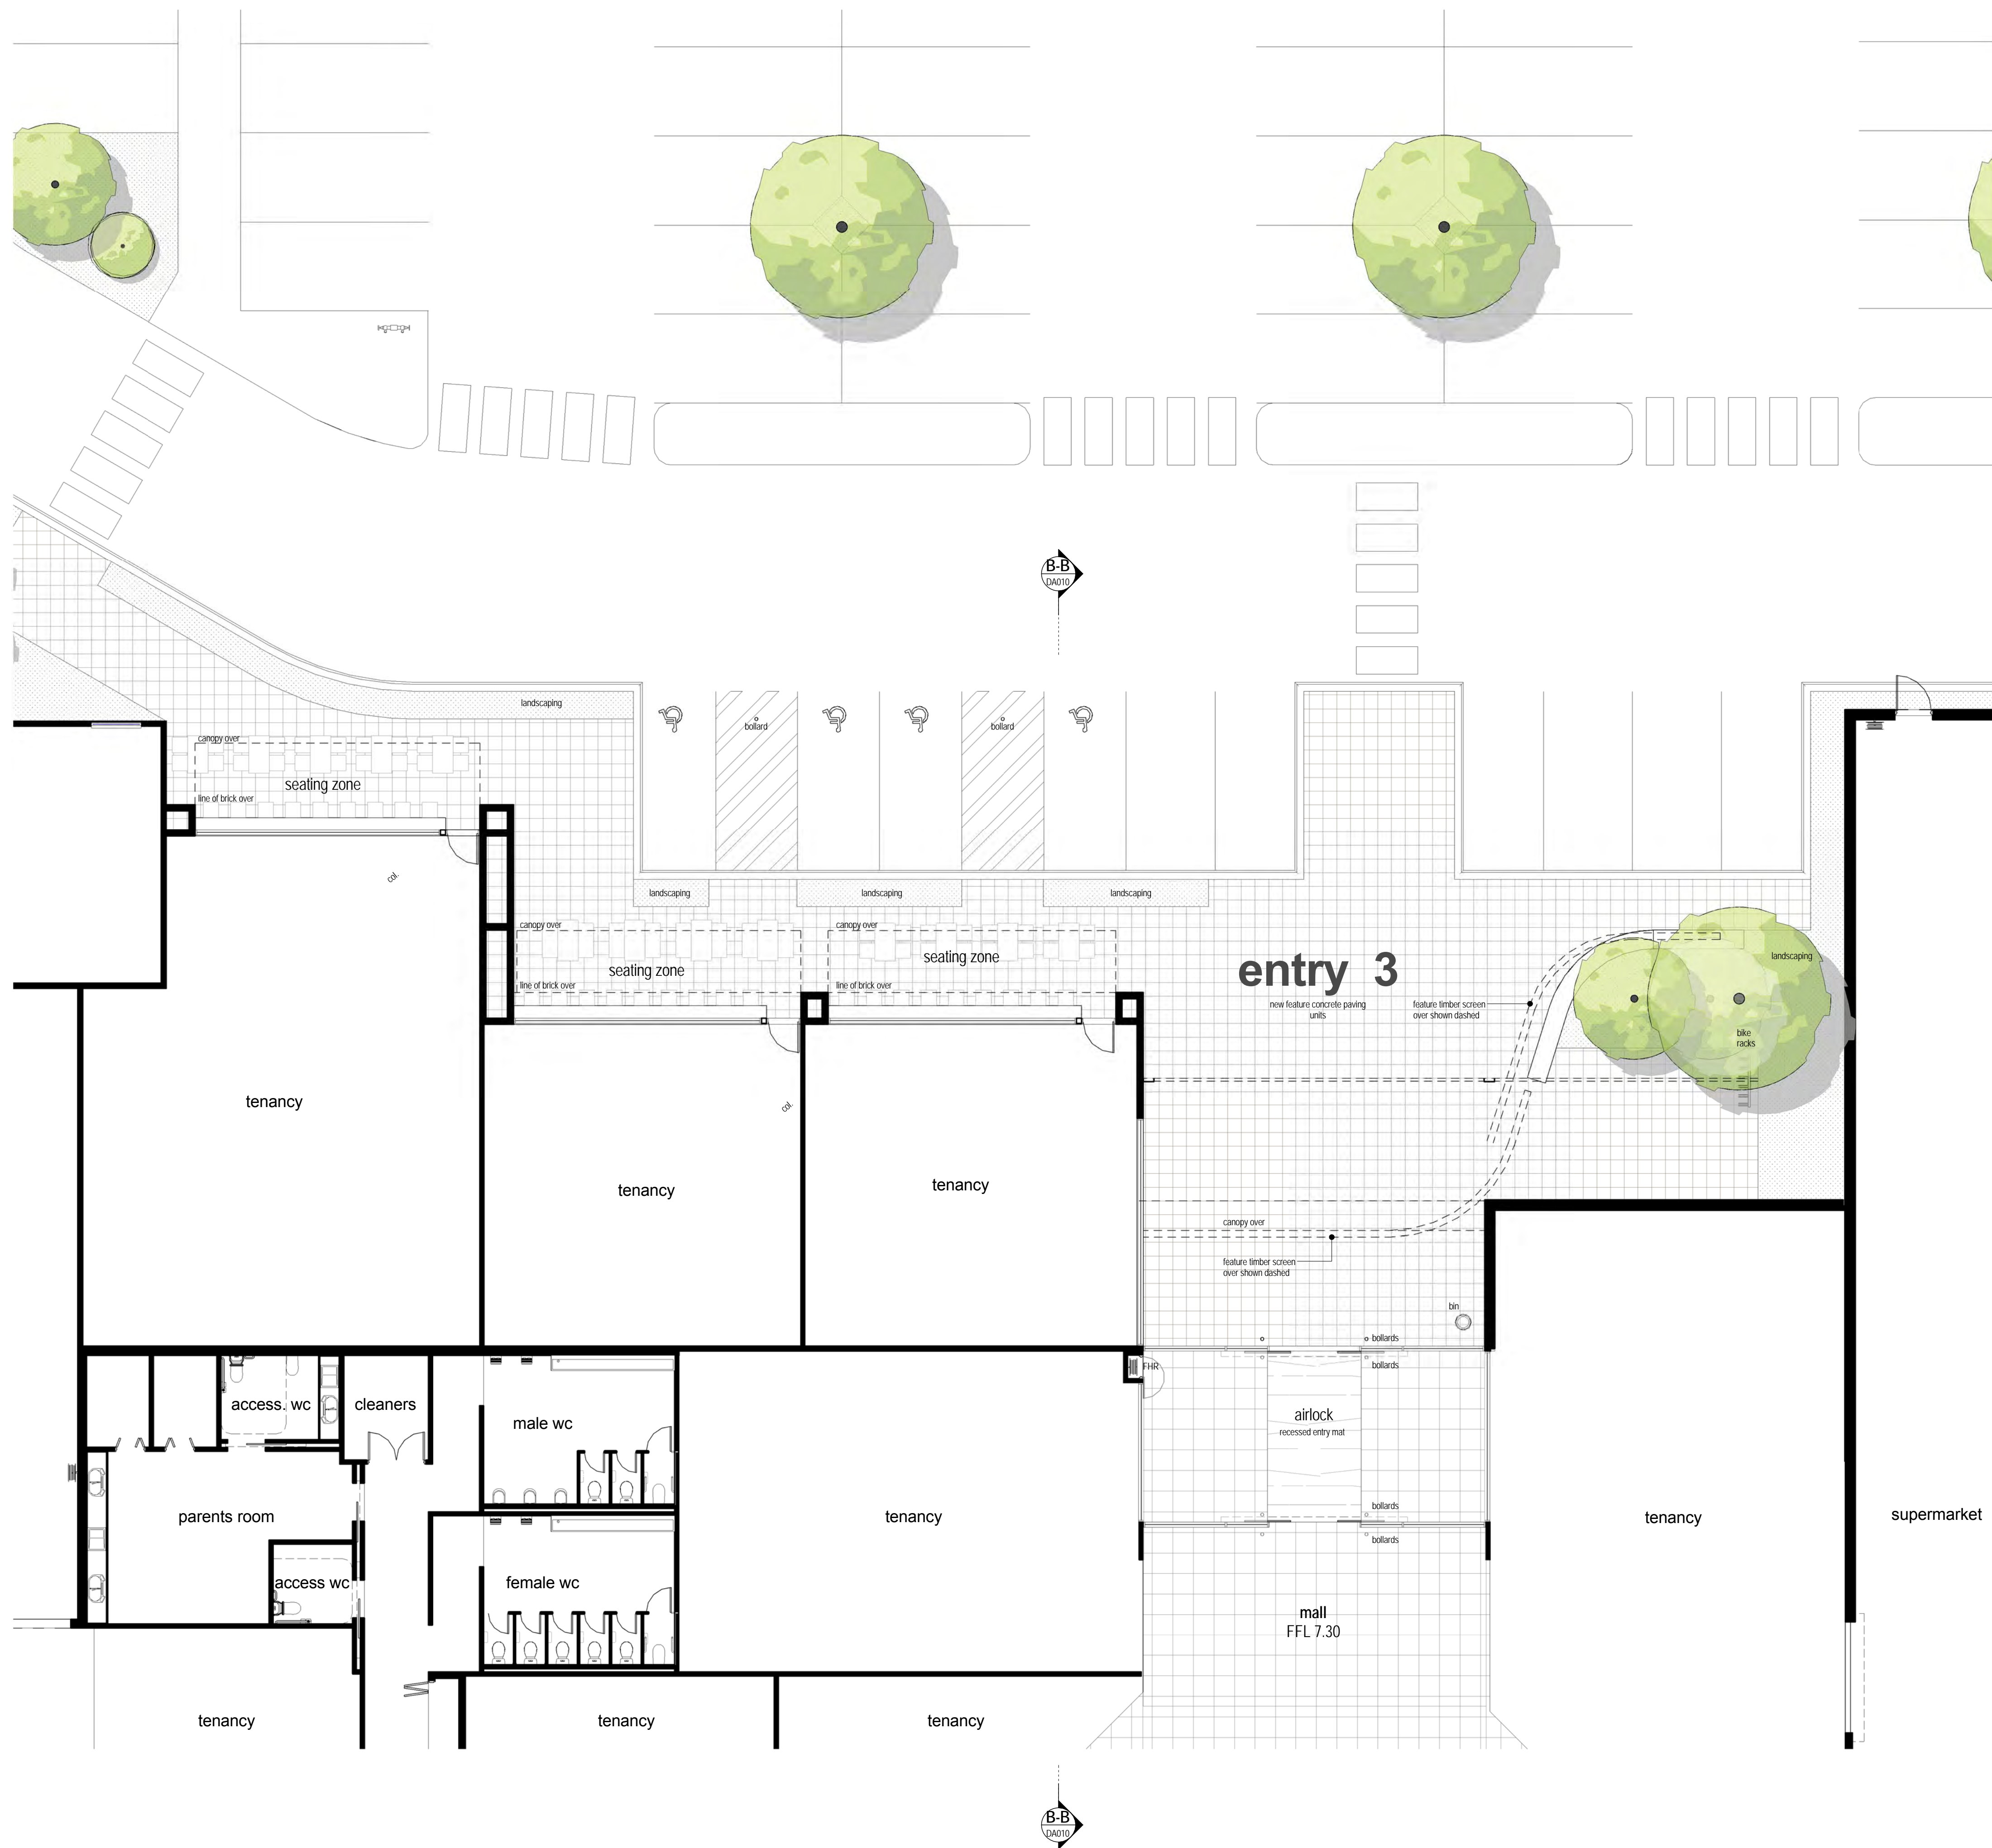 B-B
DA010
landscaping
bollard
bollard
canopy over
seating zone
line of brick over
col.
landscaping
landscaping
landscaping
canopy over
seating zone
line of brick over
canopy over
seating zone
line of brick over
entry 3
new feature concrete paving
units
feature timber screen
over shown dashed
landscaping
bike
racks
tenancy
col.
tenancy
tenancy
canopy over
feature timber screen
over shown dashed
bin
bollards
bollards
FHR
access. wc
cleaners
male wc
airlock
recessed entry mat
bollards
bollards
parents room
tenancy
tenancy
supermarket
access wc
female wc
mall
FFL 7.30
tenancy
tenancy
tenancy
B-B
DA010